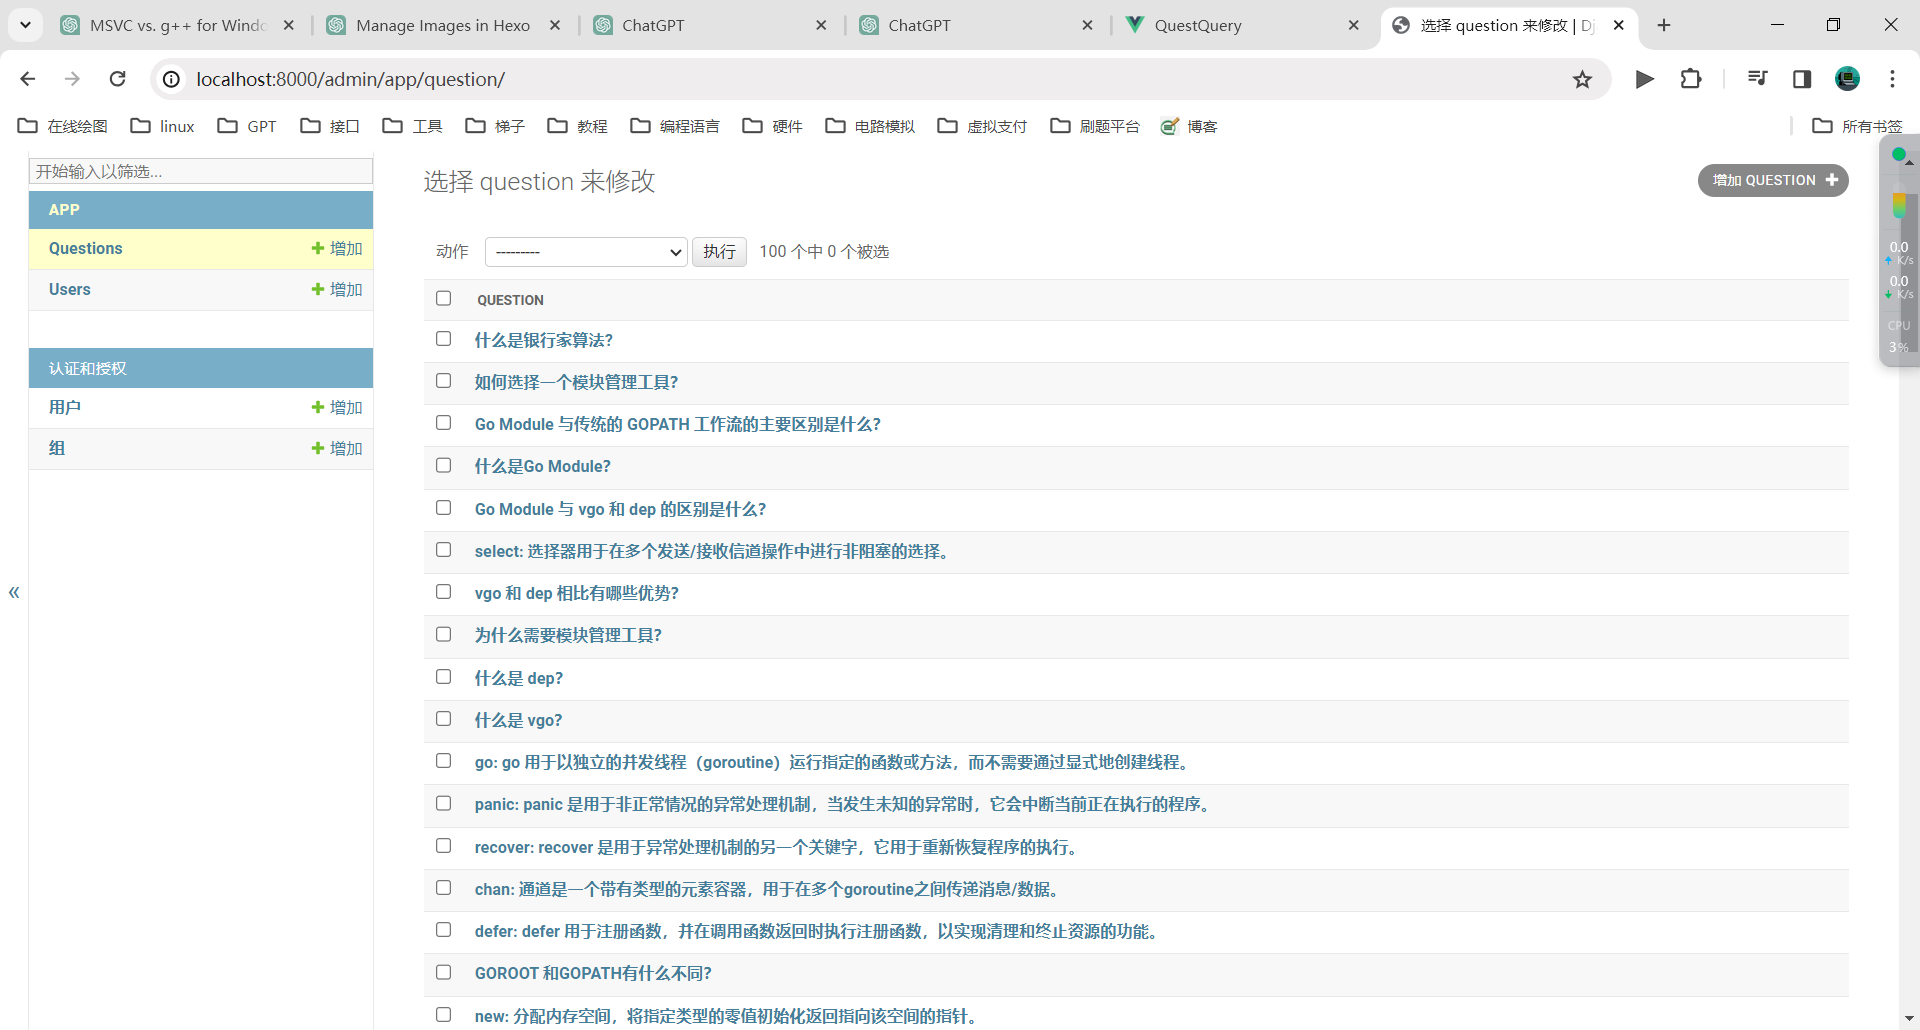 MSVC vs. g++ for Windo
Manage Images in Hexo
ChatGPT
ChatGPT
QuestQuery
选择 question 来修改 | Dj
localhost:8000/admin/app/question/
在线绘图
linux
GPT
接口
工具
梯子
教程
编程语言
硬件
电路模拟
虚拟支付
刷题平台
博客
所有书签
开始输入以筛选...
APP
Questions
增加
Users
增加
认证和授权
用户
增加
组
增加
«
选择 question 来修改
增加 QUESTION
动作
---------
执行
100 个中 0 个被选
QUESTION
什么是银行家算法?
如何选择一个模块管理工具?
Go Module 与传统的 GOPATH 工作流的主要区别是什么?
什么是Go Module?
Go Module 与 vgo 和 dep 的区别是什么?
select: 选择器用于在多个发送/接收信道操作中进行非阻塞的选择。
vgo 和 dep 相比有哪些优势?
为什么需要模块管理工具?
什么是 dep?
什么是 vgo?
go: go 用于以独立的并发线程（goroutine）运行指定的函数或方法，而不需要通过显式地创建线程。
panic: panic 是用于非正常情况的异常处理机制，当发生未知的异常时，它会中断当前正在执行的程序。
recover: recover 是用于异常处理机制的另一个关键字，它用于重新恢复程序的执行。
chan: 通道是一个带有类型的元素容器，用于在多个goroutine之间传递消息/数据。
defer: defer 用于注册函数，并在调用函数返回时执行注册函数，以实现清理和终止资源的功能。
GOROOT 和GOPATH有什么不同?
new: 分配内存空间，将指定类型的零值初始化返回指向该空间的指针。
0.0
K/s
0.0
K/s
CPU
3%